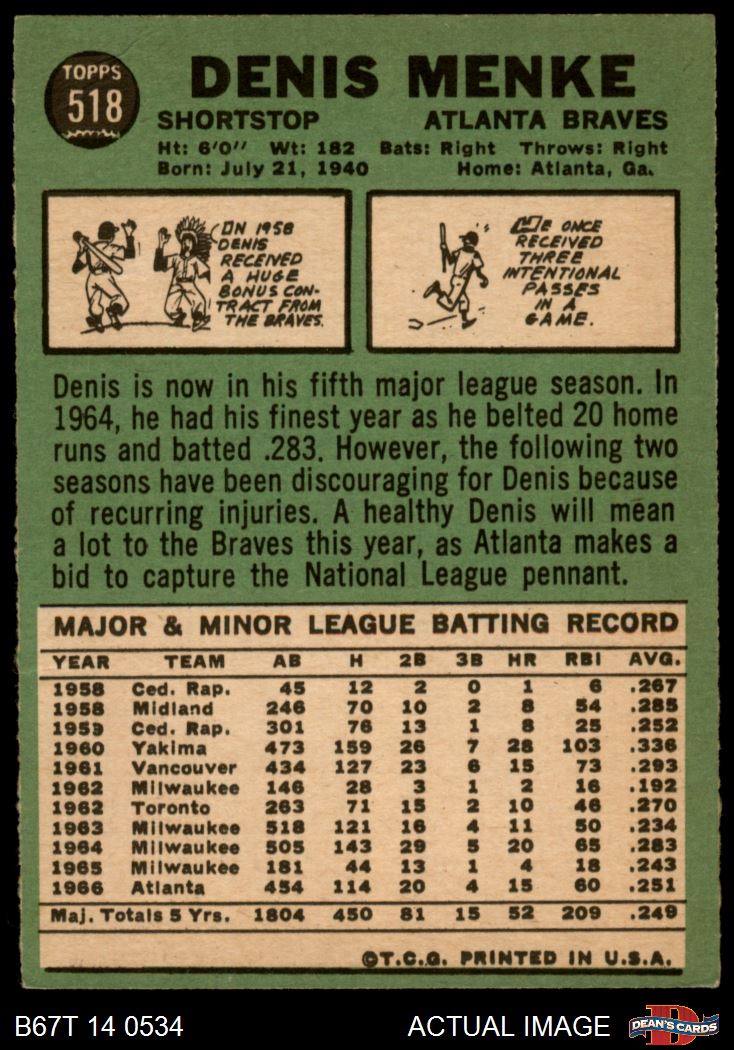 TOPPS
518
DENIS MENKE
SHORTSTOP ATLANTA BRAVES
Ht: 6'0" Wt: 182 Bats: Right Throws: Right
Born: July 21, 1940 Home: Atlanta, Ga.
IN 1958
DENIS
RECEIVED
A HUGE
BONUS CON-
TRACT FROM
THE BRAVES.
HE ONCE
RECEIVED
THREE
INTENTIONAL
PASSES
IN A
GAME.
Denis is now in his fifth major league season. In
1964, he had his finest year as he belted 20 home
runs and batted .283. However, the following two
seasons have been discouraging for Denis because
of recurring injuries. A healthy Denis will mean
a lot to the Braves this year, as Atlanta makes a
bid to capture the National League pennant.
MAJOR & MINOR LEAGUE BATTING RECORD
YEAR TEAM AB H 2B 3B HR RBI AVG.
1958 Ced. Rap. 45 12 2 0 1 6 .267
1958 Midland 246 70 10 2 8 54 .285
1959 Ced. Rap. 301 76 13 1 8 25 .252
1960 Yakima 473 159 26 7 28 103 .336
1961 Vancouver 434 127 23 6 15 73 .293
1962 Milwaukee 146 28 3 1 2 16 .192
1962 Toronto 263 71 15 2 10 46 .270
1963 Milwaukee 518 121 16 4 11 50 .234
1964 Milwaukee 505 143 29 5 20 65 .283
1965 Milwaukee 181 44 13 1 4 18 .243
1966 Atlanta 454 114 20 4 15 60 .251
Maj. Totals 5 Yrs. 1804 450 81 15 52 209 .249
©T.C.G. PRINTED IN U.S.A.
B67T 14 0534 ACTUAL IMAGE DEAN'S CARDS